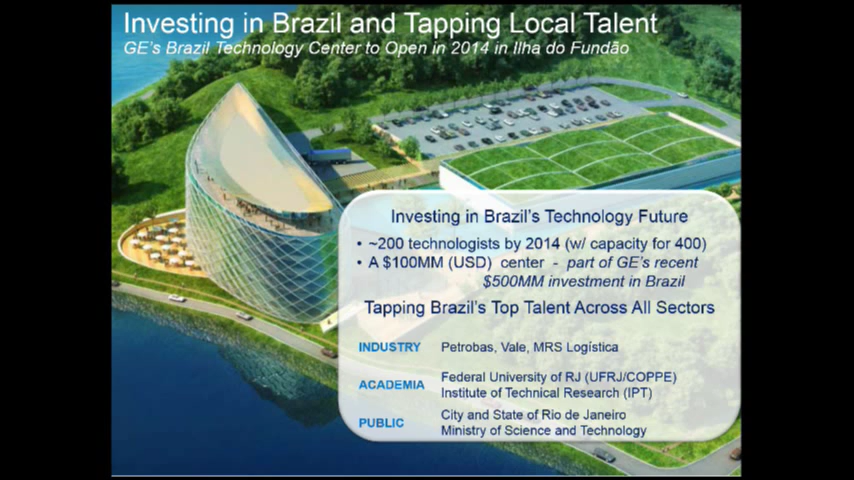 Investing in Brazil and Tapping Local Talent
GE's Brazil Technology Center to Open in 2014 in Ilha do Fundão
Investing in Brazil's Technology Future
• ~200 technologists by 2014 (w/ capacity for 400)
• A $100MM (USD) center - part of GE's recent
$500MM investment in Brazil
Tapping Brazil's Top Talent Across All Sectors
INDUSTRY Petrobas, Vale, MRS Logística
ACADEMIA Federal University of RJ (UFRJ/COPPE)
Institute of Technical Research (IPT)
PUBLIC City and State of Rio de Janeiro
Ministry of Science and Technology